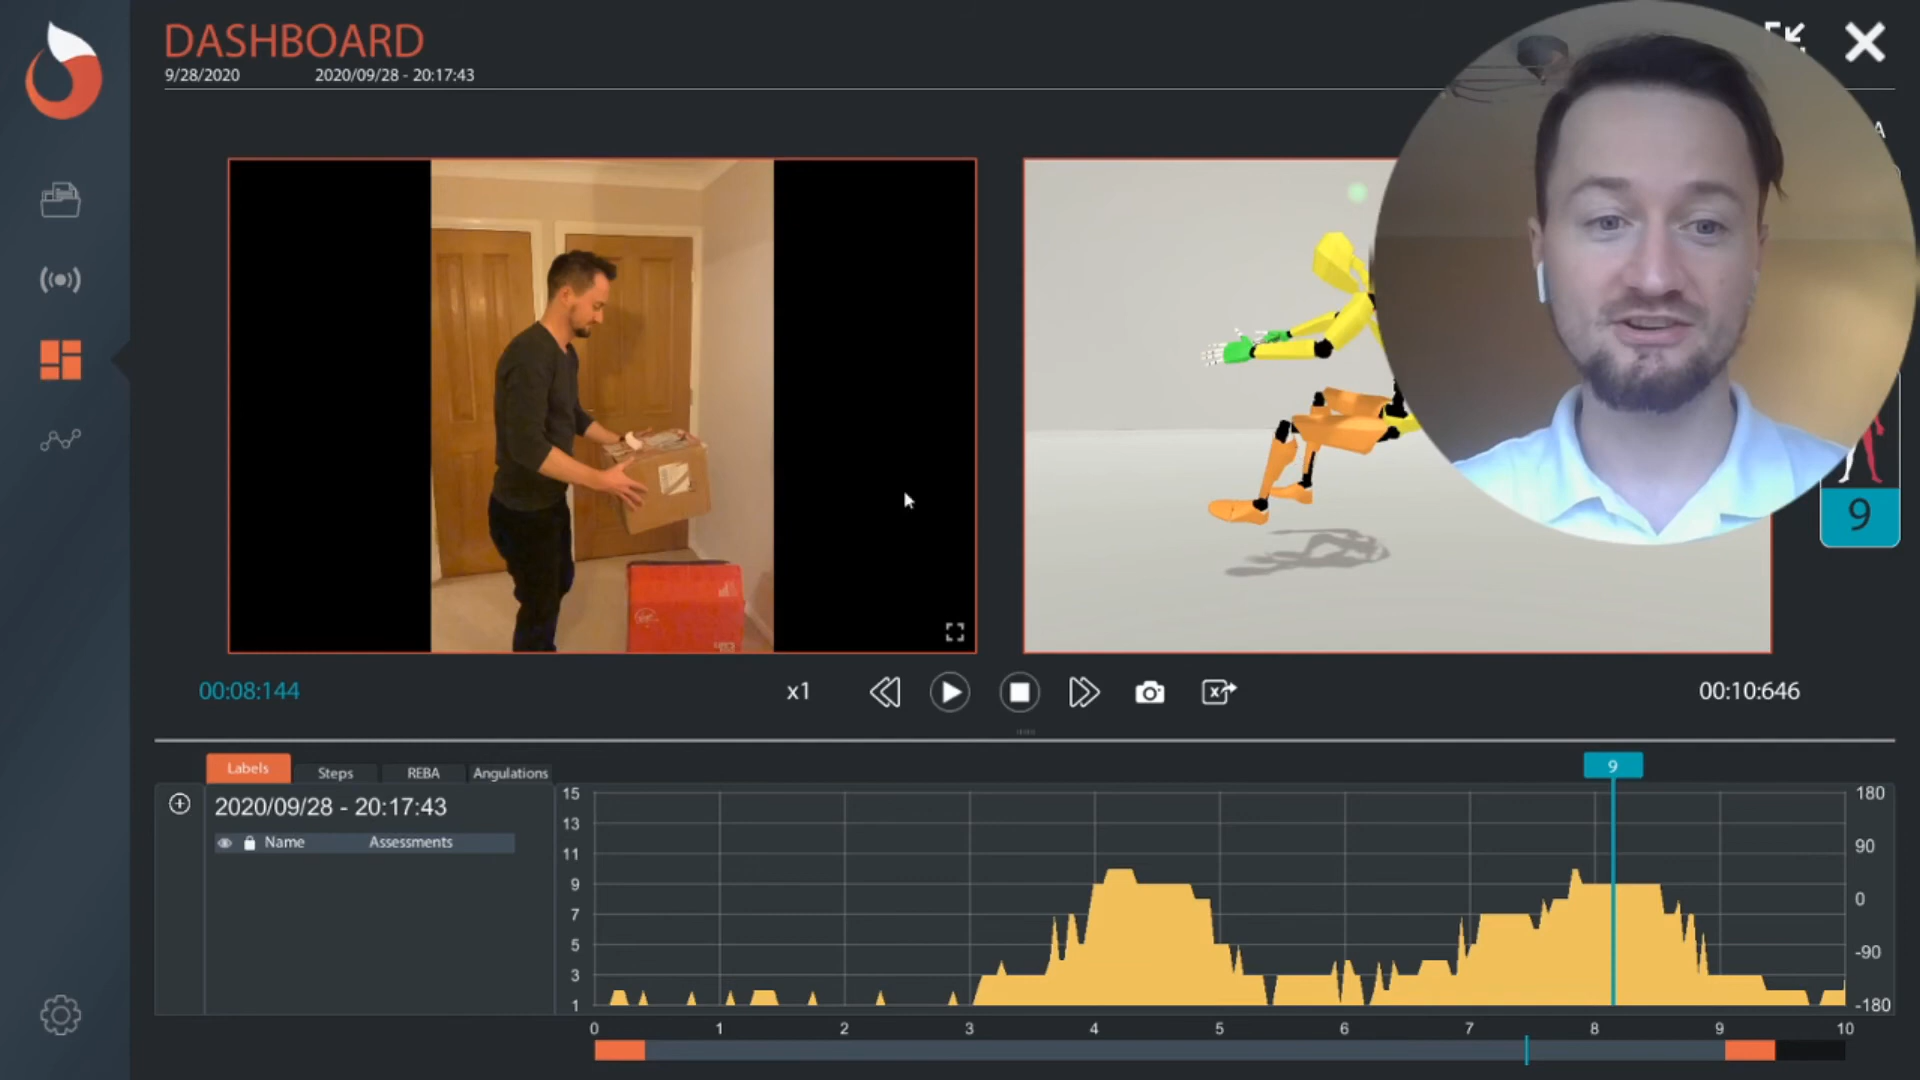 DASHBOARD
9/28/2020 2020/09/28 - 20:17:43
A
9
00:08:144 x1 00:10:646
Labels Steps REBA Angulations
9
2020/09/28 - 20:17:43
Name Assessments
15 180
13
11 90
9 0
7
5 -90
3
1 -180
0 1 2 3 4 5 6 7 8 9 10